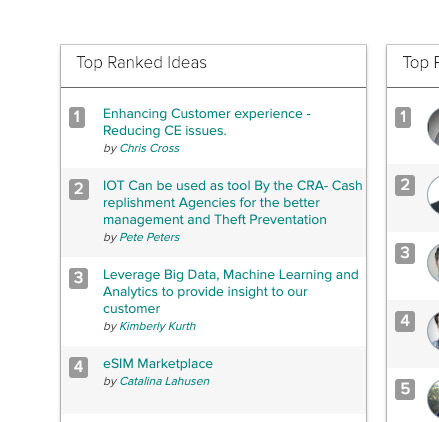 Top Ranked Ideas
1
Enhancing Customer experience -
Reducing CE issues.
by Chris Cross
2
IOT Can be used as tool By the CRA- Cash
replishment Agencies for the better
management and Theft Preventation
by Pete Peters
3
Leverage Big Data, Machine Learning and
Analytics to provide insight to our
customer
by Kimberly Kurth
4
eSIM Marketplace
by Catalina Lahusen
Top
1
2
3
4
5